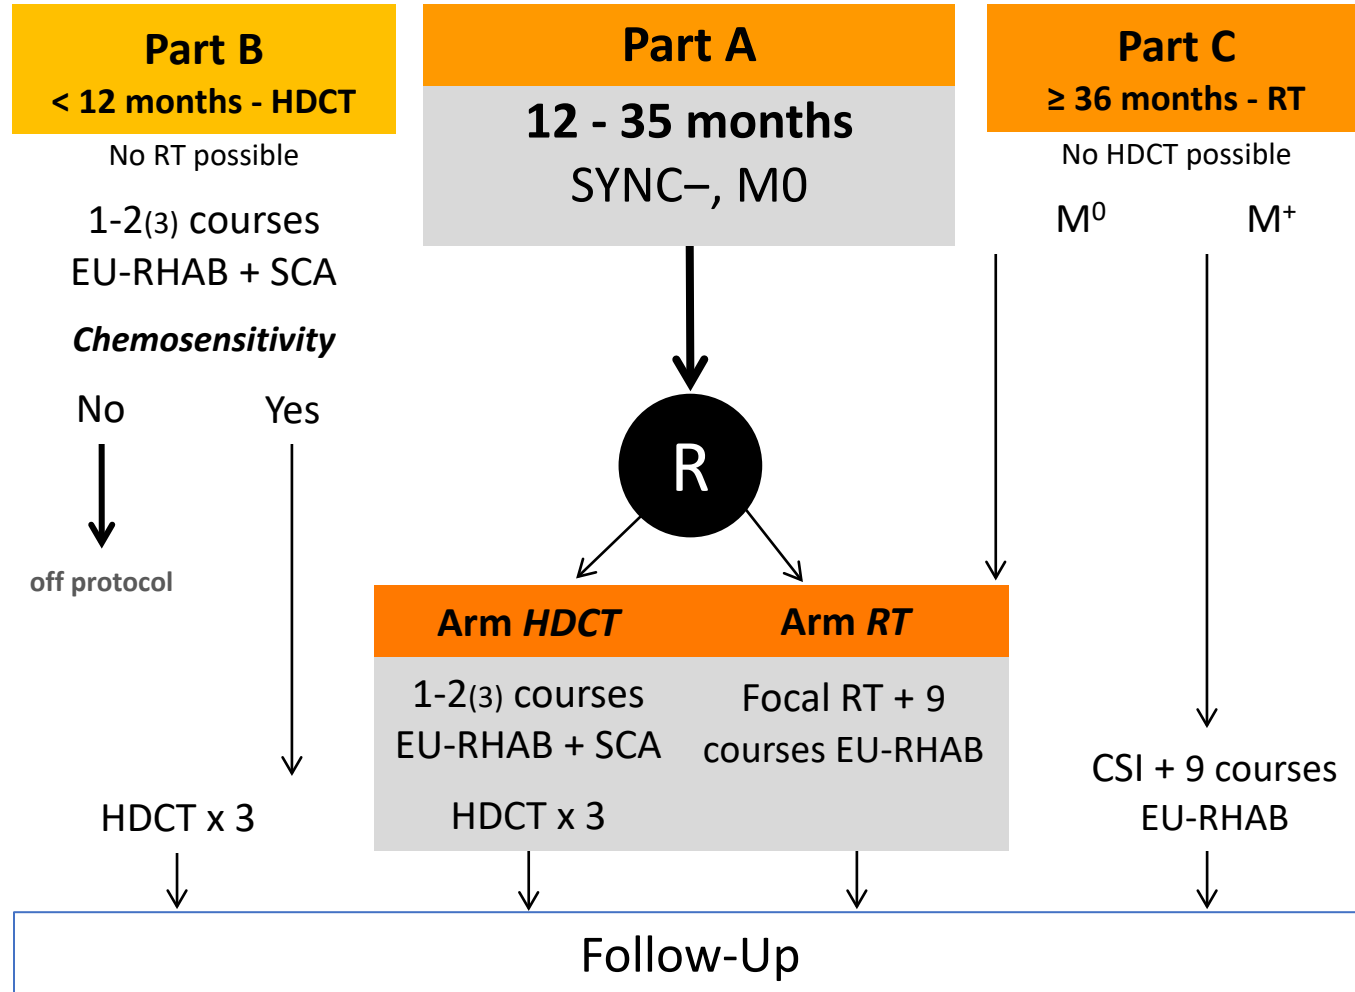 Part B
< 12 months - HDCT
No RT possible
1-2(3) courses
EU-RHAB + SCA
Chemosensitivity
No
Yes
off protocol
HDCT x 3
Part A
12 - 35 months
SYNC–, M0
R
Arm HDCT
1-2(3) courses
EU-RHAB + SCA
HDCT x 3
Arm RT
Focal RT + 9
courses EU-RHAB
Part C
≥ 36 months - RT
No HDCT possible
M⁰
M⁺
CSI + 9 courses
EU-RHAB
Follow-Up